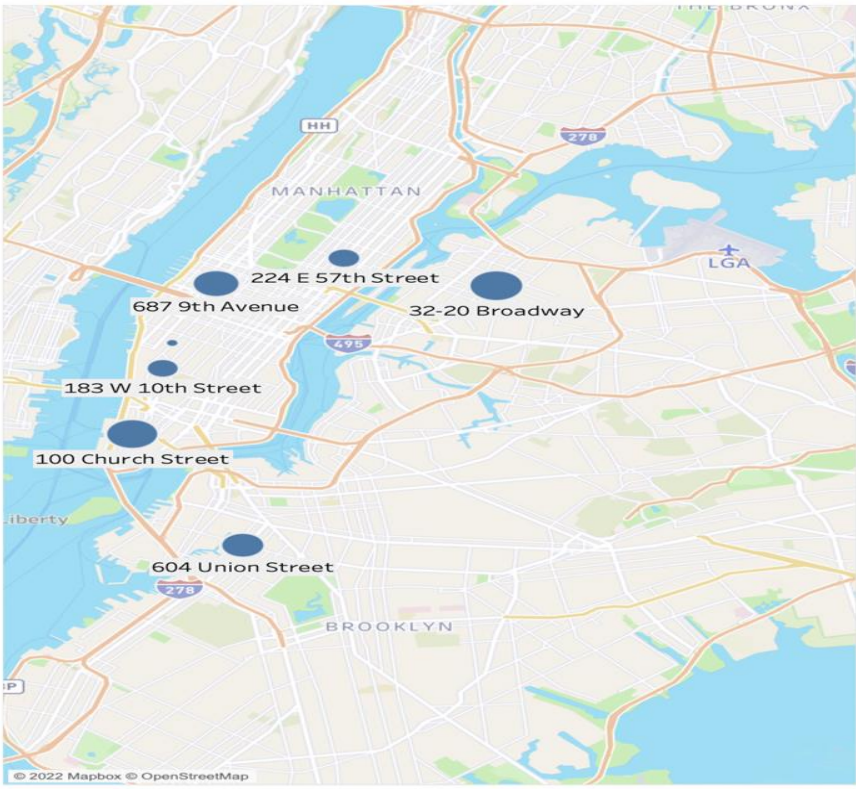 THE BRONX
HH
278
MANHATTAN
LGA
224 E 57th Street
687 9th Avenue
32-20 Broadway
495
183 W 10th Street
100 Church Street
Liberty
604 Union Street
278
BROOKLYN
© 2022 Mapbox © OpenStreetMap